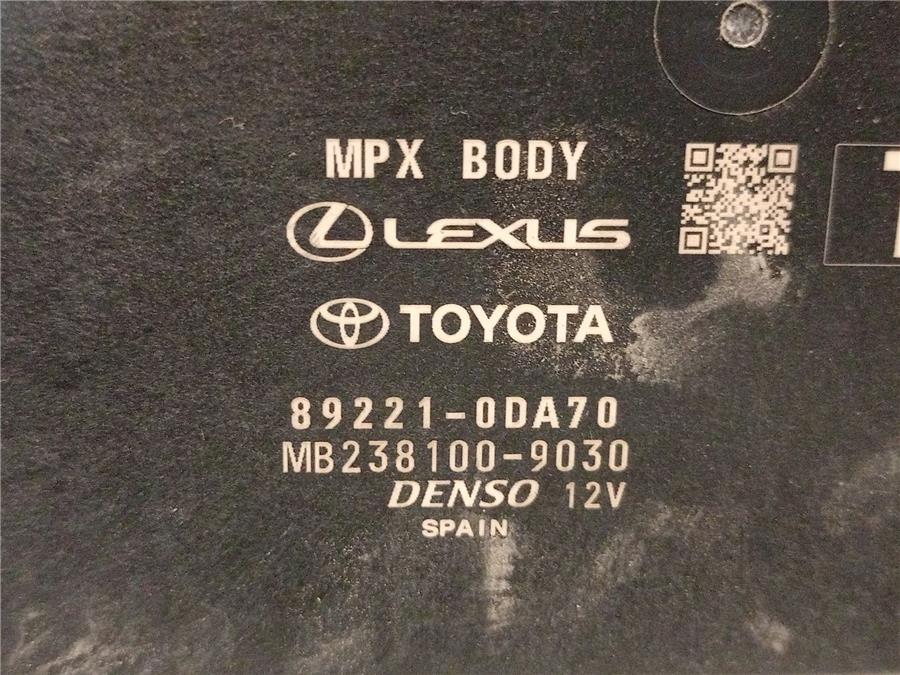 MPX BODY
LEXUS
TOYOTA
89221-0DA70
MB238100-9030
DENSO 12V
SPAIN